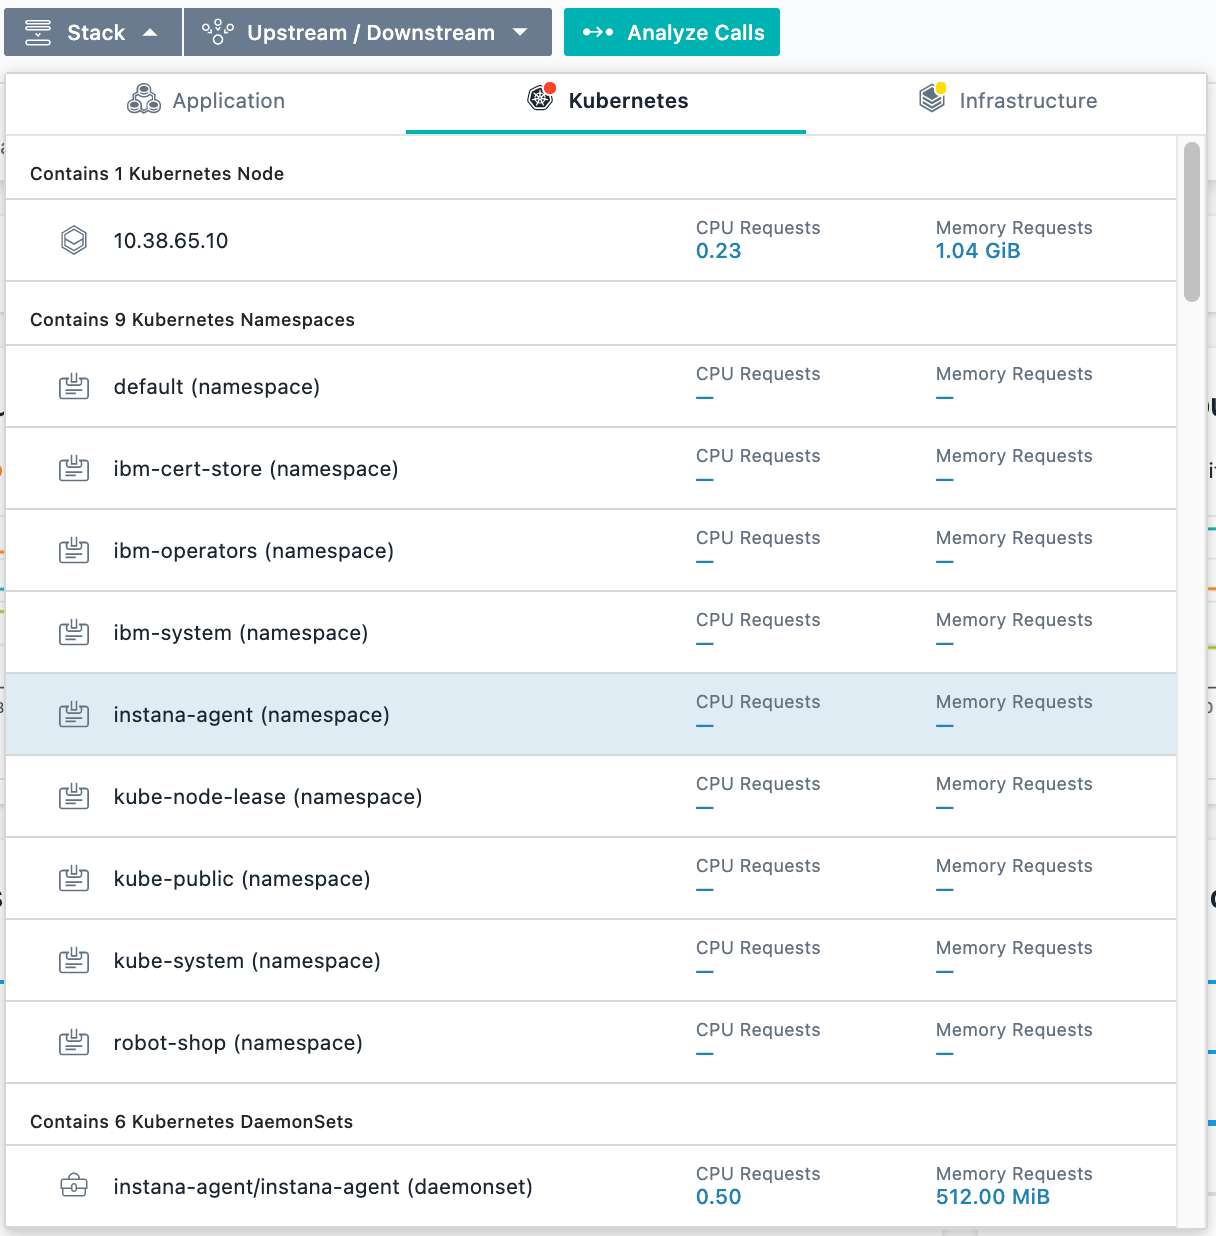 Stack Upstream / Downstream Analyze Calls
Application Kubernetes Infrastructure
Contains 1 Kubernetes Node
10.38.65.10 CPU Requests Memory Requests
0.23 1.04 GiB
Contains 9 Kubernetes Namespaces
default (namespace) CPU Requests Memory Requests
— —
ibm-cert-store (namespace) CPU Requests Memory Requests
— —
ibm-operators (namespace) CPU Requests Memory Requests
— —
ibm-system (namespace) CPU Requests Memory Requests
— —
instana-agent (namespace) CPU Requests Memory Requests
— —
kube-node-lease (namespace) CPU Requests Memory Requests
— —
kube-public (namespace) CPU Requests Memory Requests
— —
kube-system (namespace) CPU Requests Memory Requests
— —
robot-shop (namespace) CPU Requests Memory Requests
— —
Contains 6 Kubernetes DaemonSets
instana-agent/instana-agent (daemonset) CPU Requests Memory Requests
0.50 512.00 MiB